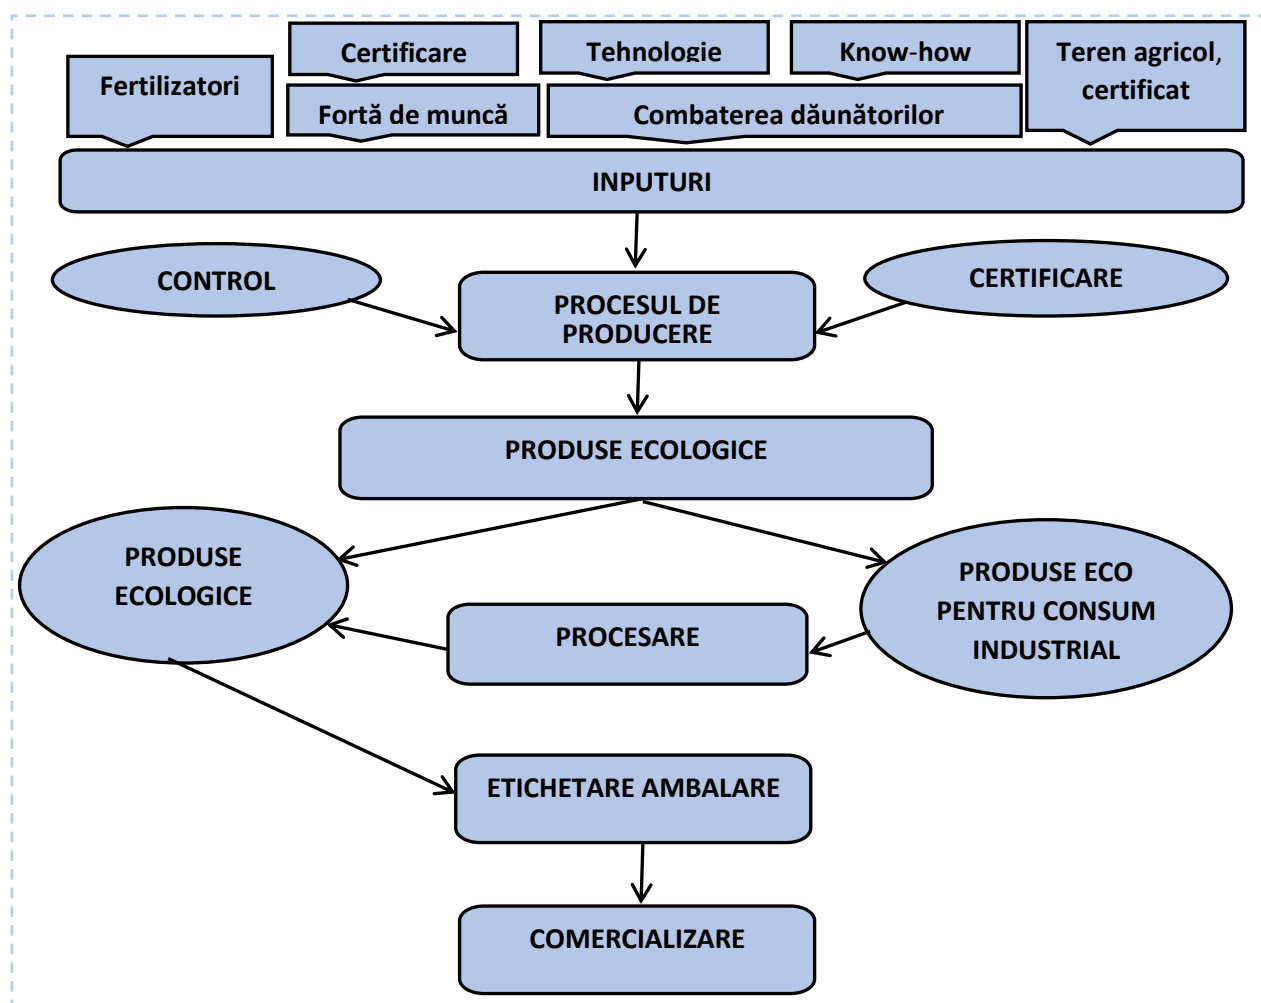 Certificare
Tehnologie
Know-how
Teren agricol,
certificat
Fertilizatori
Fortă de muncă
Combaterea dăunătorilor
INPUTURI
CONTROL
CERTIFICARE
PROCESUL DE
PRODUCERE
PRODUSE ECOLOGICE
PRODUSE
ECOLOGICE
PRODUSE ECO
PENTRU CONSUM
INDUSTRIAL
PROCESARE
ETICHETARE AMBALARE
COMERCIALIZARE